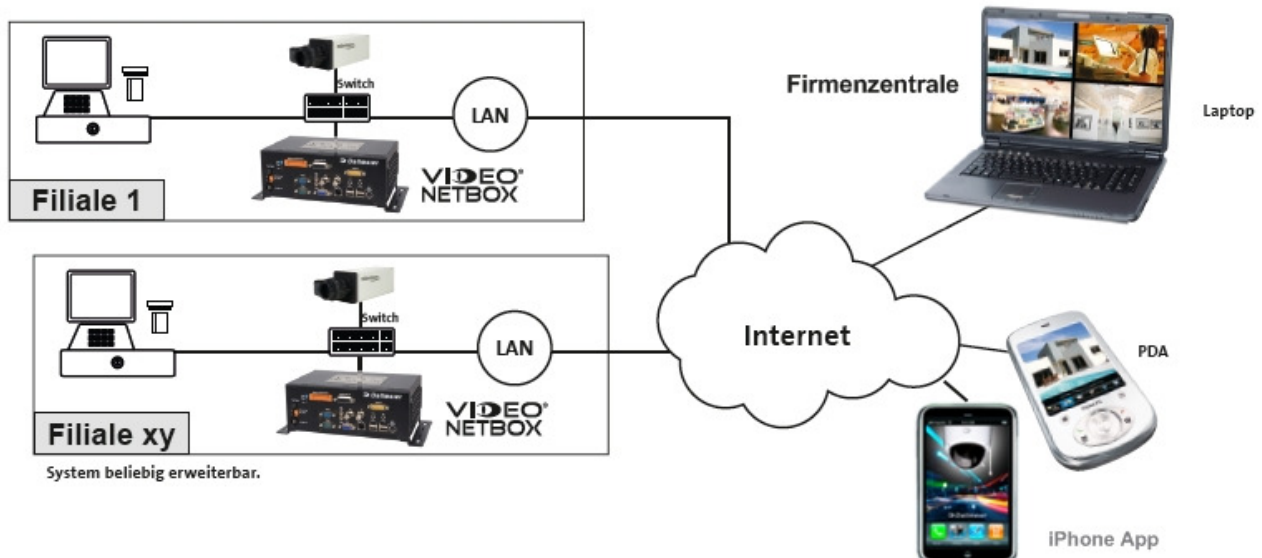 Switch
LAN
VIDEO®
NETBOX
Filiale 1
Switch
LAN
VIDEO®
NETBOX
Filiale xy
System beliebig erweiterbar.
Internet
Firmenzentrale
Laptop
PDA
iPhone App